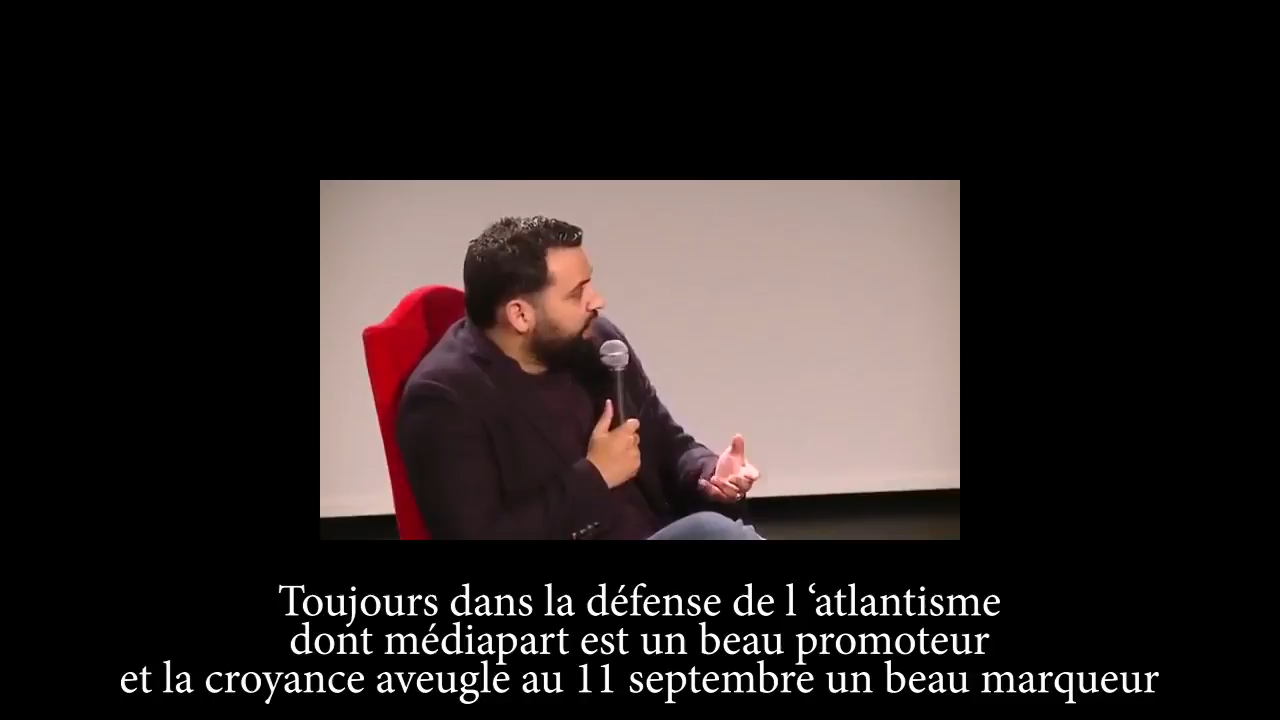 Toujours dans la défense de l ‘atlantisme
dont médiapart est un beau promoteur
et la croyance aveugle au 11 septembre un beau marqueur